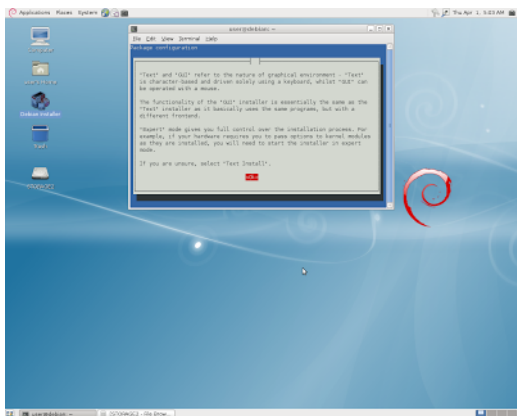 Applications Places System
Thu Apr 1, 5:03 AM
user@debian: ~
File Edit View Terminal Help
Package configuration
"Text" and "GUI" refer to the nature of graphical environment - "Text"
is character-based and driven solely using a keyboard, whilst "GUI" can
be operated with a mouse.
The functionality of the "GUI" installer is essentially the same as the
"Text" installer as it basically uses the same programs, but with a
different frontend.
"Expert" mode gives you full control over the installation process. For
example, if your hardware requires you to pass options to kernel modules
as they are installed, you will need to start the installer in expert
mode.
If you are unsure, select "Text Install".
<Ok>
Computer
user's Home
Debian Installer
Trash
user@debian: ~